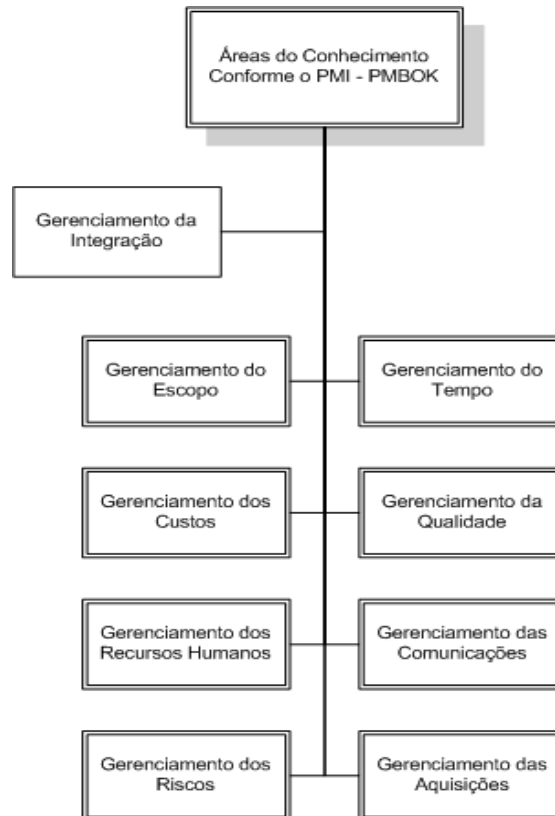 Áreas do Conhecimento
Conforme o PMI - PMBOK
Gerenciamento da
Integração
Gerenciamento do
Escopo
Gerenciamento do
Tempo
Gerenciamento dos
Custos
Gerenciamento da
Qualidade
Gerenciamento dos
Recursos Humanos
Gerenciamento das
Comunicações
Gerenciamento dos
Riscos
Gerenciamento das
Aquisições